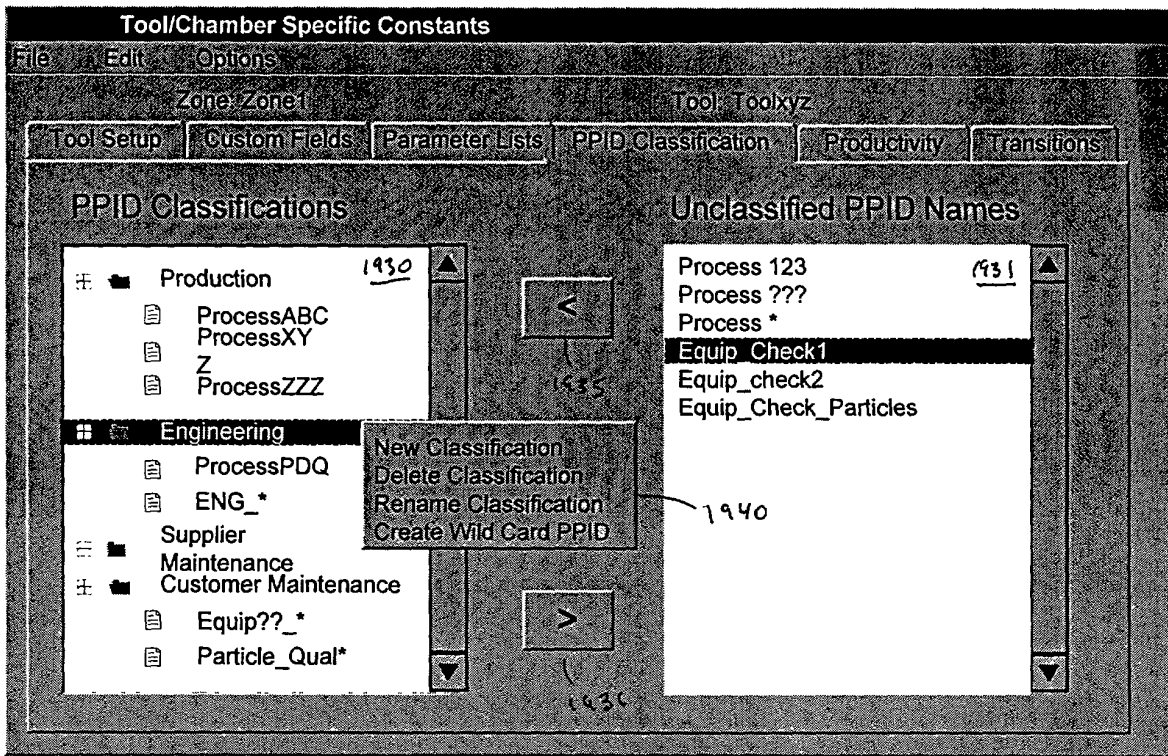 Tool/Chamber Specific Constants
File Edit Options
Zone: Zone1 Tool: Toolxyz
Tool Setup Custom Fields Parameter Lists PPID Classification Productivity Transitions
PPID Classifications
Unclassified PPID Names
1930
Production
ProcessABC
ProcessXY
Z
ProcessZZZ
Engineering
ProcessPDQ
ENG_*
Supplier
Maintenance
Customer Maintenance
Equip??_*
Particle_Qual*
<
1935
New Classification
Delete Classification
Rename Classification
Create Wild Card PPID
1940
>
1936
1931
Process 123
Process ???
Process *
Equip_Check1
Equip_check2
Equip_Check_Particles